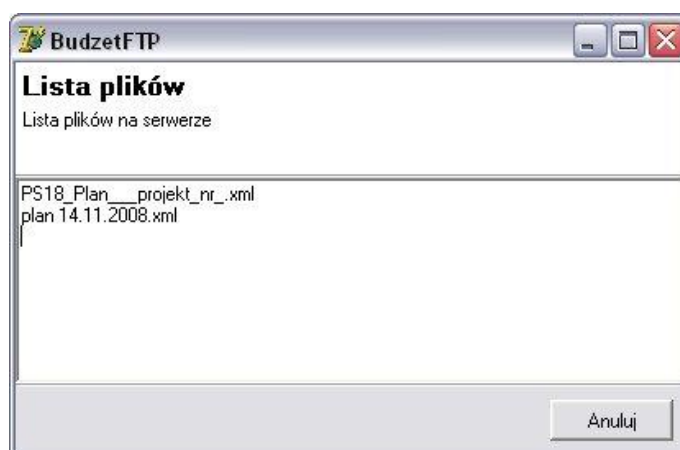 BudzetFTP
Lista plików
Lista plików na serwerze
PS18_Plan___projekt_nr_.xml
plan 14.11.2008.xml
Anuluj